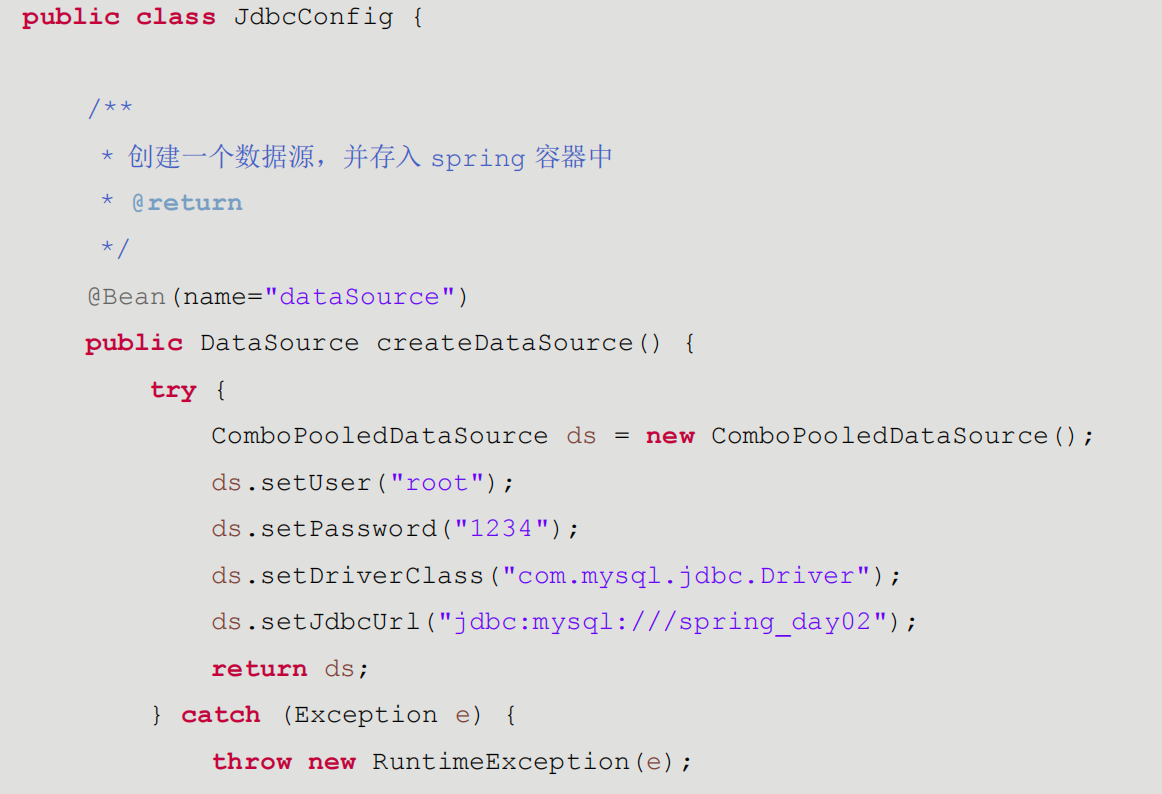 public class JdbcConfig {
/**
* 创建一个数据源，并存入 spring 容器中
* @return
*/
@Bean(name="dataSource")
public DataSource createDataSource() {
try {
ComboPooledDataSource ds = new ComboPooledDataSource();
ds.setUser("root");
ds.setPassword("1234");
ds.setDriverClass("com.mysql.jdbc.Driver");
ds.setJdbcUrl("jdbc:mysql:///spring_day02");
return ds;
} catch (Exception e) {
throw new RuntimeException(e);